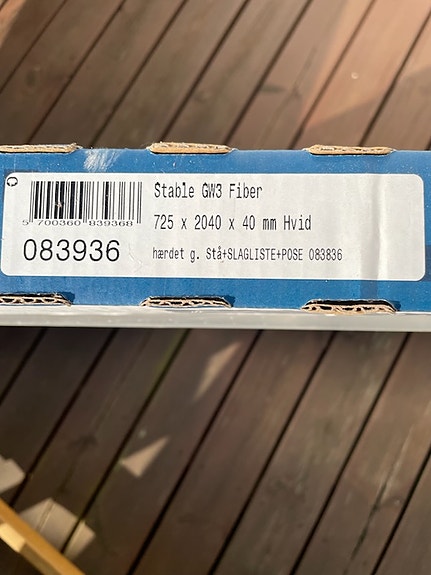 Stable GW3 Fiber
5 700360 839368
725 x 2040 x 40 mm Hvid
083936
hærdet g. Stå+SLAGLISTE+POSE 083836